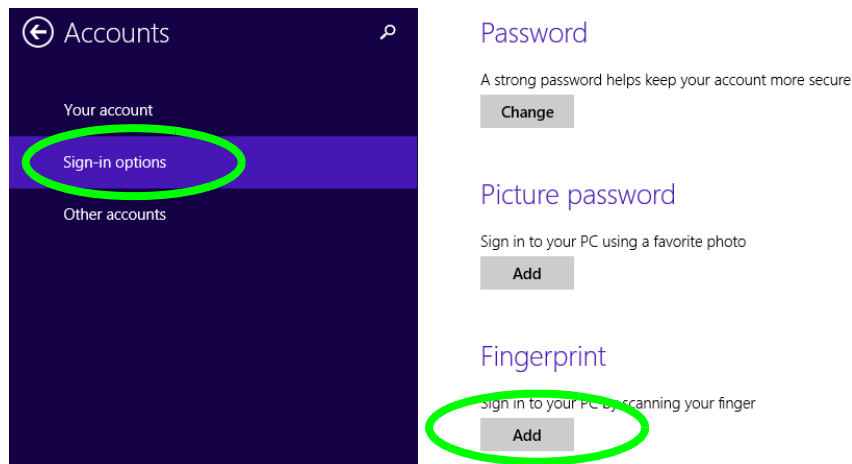 Accounts
Your account
Sign-in options
Other accounts
Password
A strong password helps keep your account more secure
Change
Picture password
Sign in to your PC using a favorite photo
Add
Fingerprint
Sign in to your PC by scanning your finger
Add